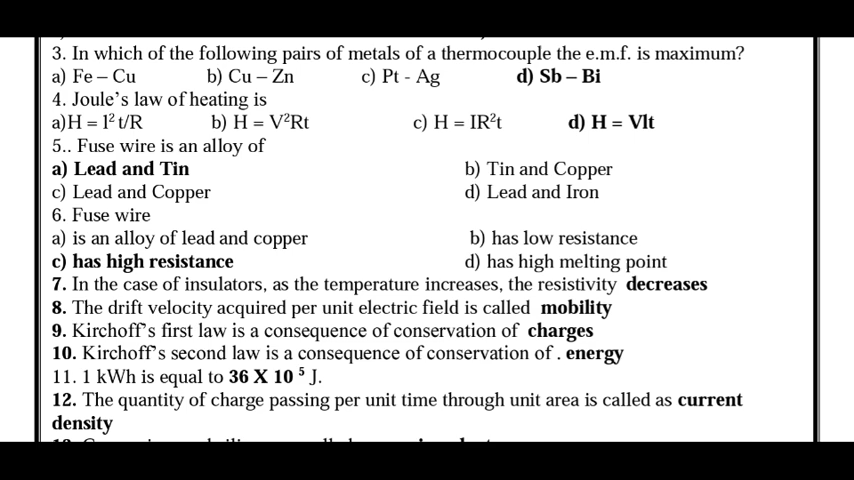 3. In which of the following pairs of metals of a thermocouple the e.m.f. is maximum?
a) Fe – Cu b) Cu – Zn c) Pt - Ag d) Sb – Bi
4. Joule's law of heating is
a)H = l² t/R b) H = V²Rt c) H = IR²t d) H = Vlt
5.. Fuse wire is an alloy of
a) Lead and Tin b) Tin and Copper
c) Lead and Copper d) Lead and Iron
6. Fuse wire
a) is an alloy of lead and copper b) has low resistance
c) has high resistance d) has high melting point
7. In the case of insulators, as the temperature increases, the resistivity decreases
8. The drift velocity acquired per unit electric field is called mobility
9. Kirchoff's first law is a consequence of conservation of charges
10. Kirchoff's second law is a consequence of conservation of . energy
11. 1 kWh is equal to 36 X 10 ⁵ J.
12. The quantity of charge passing per unit time through unit area is called as current
density